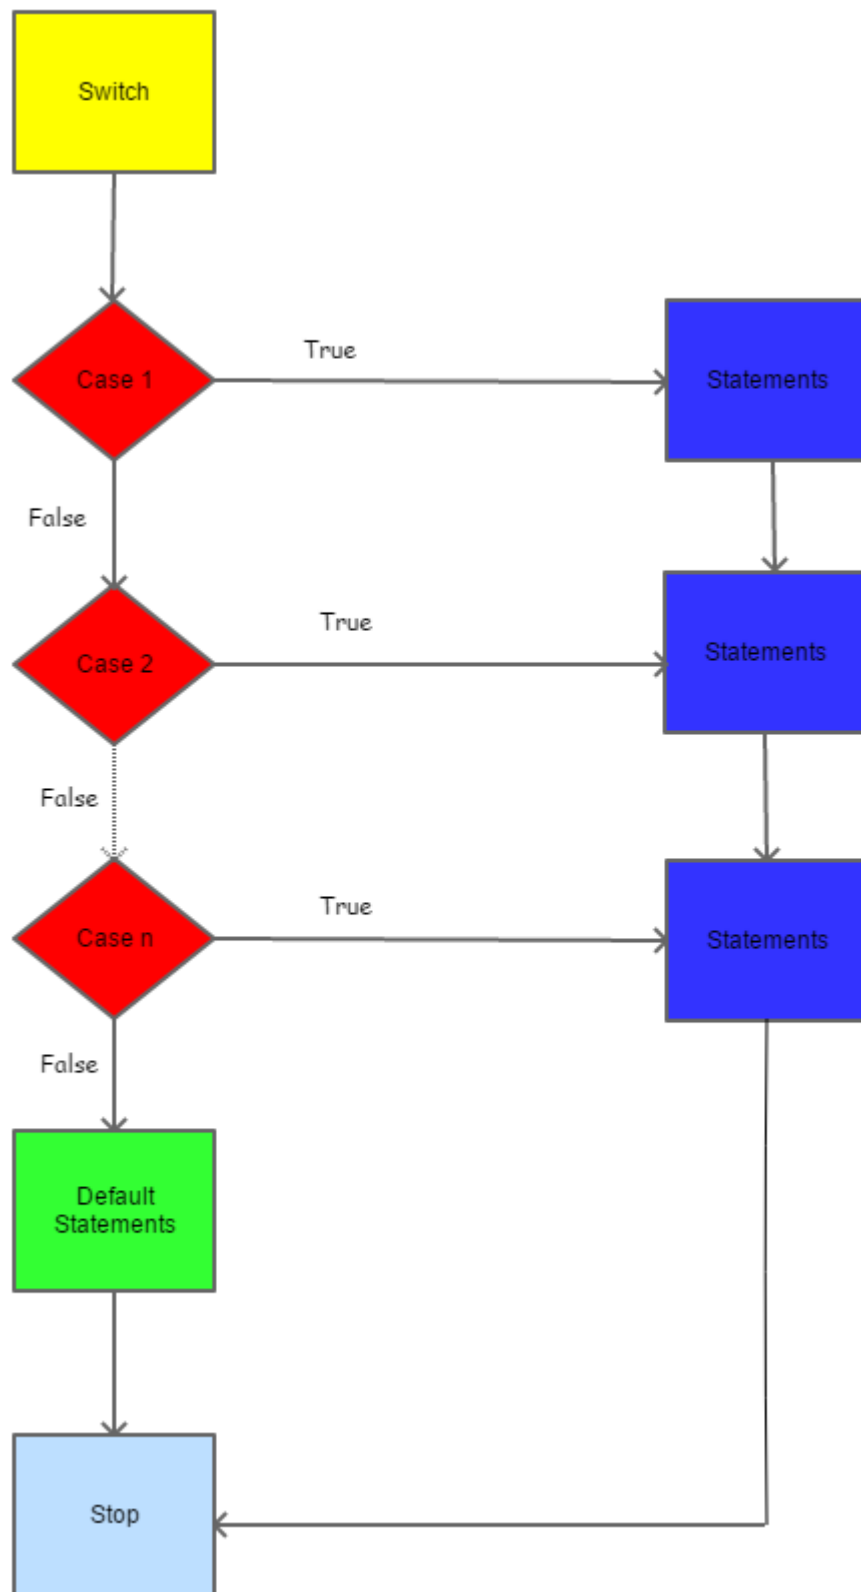 Switch
Case 1
True
Statements
False
Case 2
True
Statements
False
Case n
True
Statements
False
Default
Statements
Stop